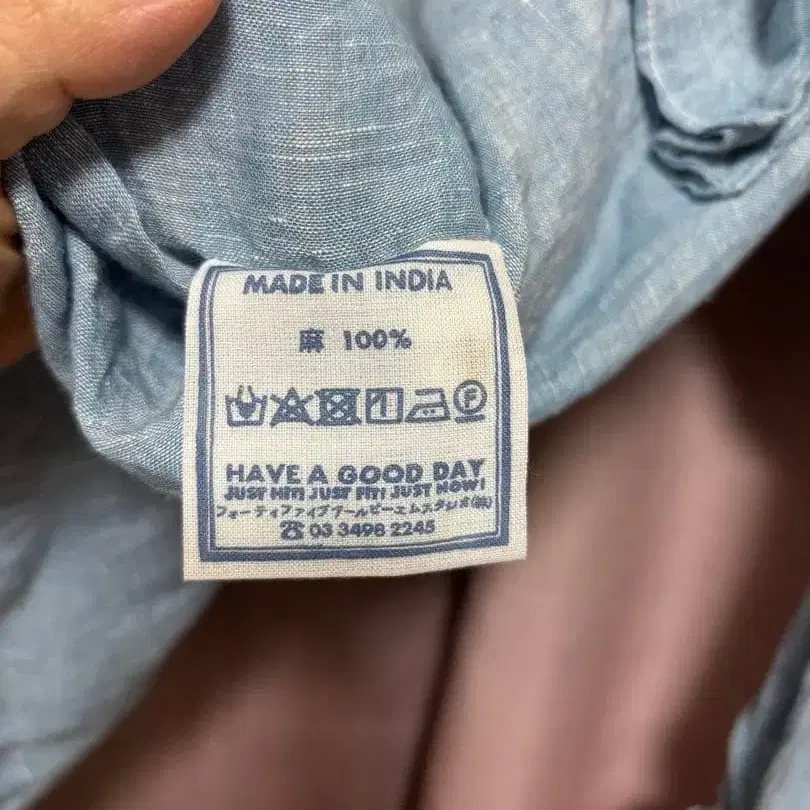 MADE IN INDIA
麻 100%
F
HAVE A GOOD DAY
JUST HIT! JUST FIT! JUST NOW!
フォーティファイブアールピーエムスタジオ(株)
☎ 03 3498 2245